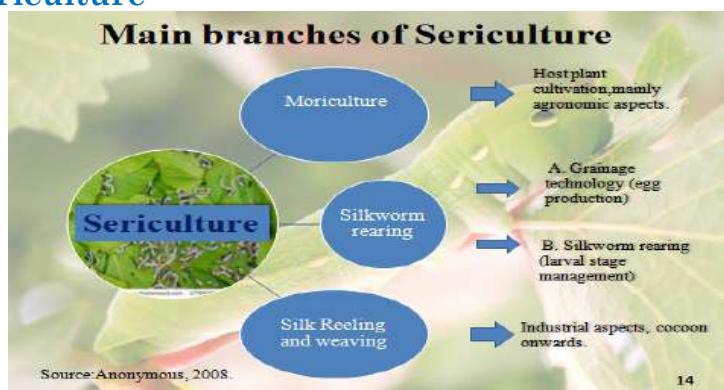 Main branches of Sericulture
Moriculture
Host plant
cultivation,mainly
agronomic aspects.
Sericulture
Silkworm
rearing
A. Grainage
technology (egg
production)
B. Silkworm rearing
(larval stage
management)
Silk Reeling
and weaving
Industrial aspects, cocoon
onwards.
Source:Anonymous, 2008.
14